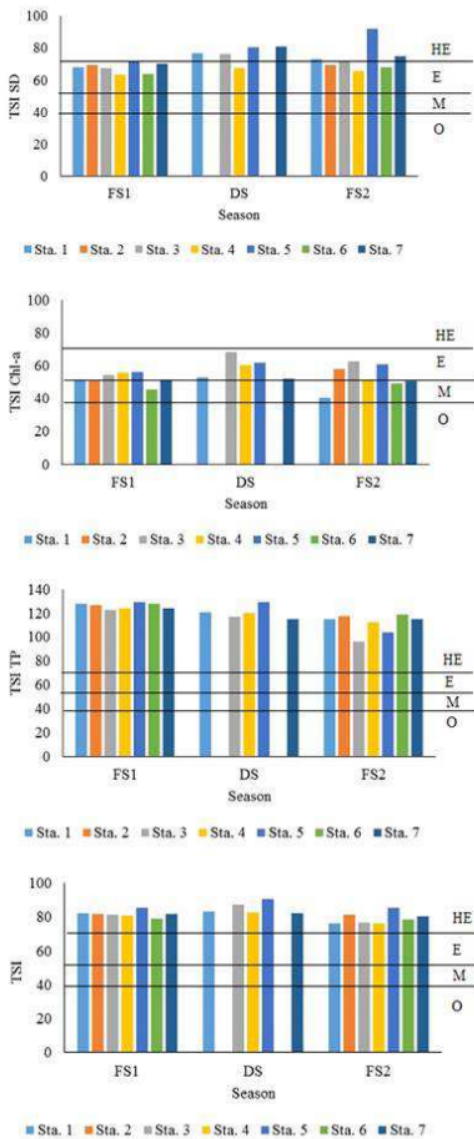 100
80
60
40
20
0
TSI SD
HE
E
M
O
FS1 DS FS2
Season
Sta. 1 Sta. 2 Sta. 3 Sta. 4 Sta. 5 Sta. 6 Sta. 7
100
80
60
40
20
0
TSI Chl-a
HE
E
M
O
FS1 DS FS2
Season
Sta. 1 Sta. 2 Sta. 3 Sta. 4 Sta. 5 Sta. 6 Sta. 7
140
120
100
80
60
40
20
0
TSI TP
HE
E
M
O
FS1 DS FS2
Season
Sta. 1 Sta. 2 Sta. 3 Sta. 4 Sta. 5 Sta. 6 Sta. 7
100
80
60
40
20
0
TSI
HE
E
M
O
FS1 DS FS2
Season
Sta. 1 Sta. 2 Sta. 3 Sta. 4 Sta. 5 Sta. 6 Sta. 7